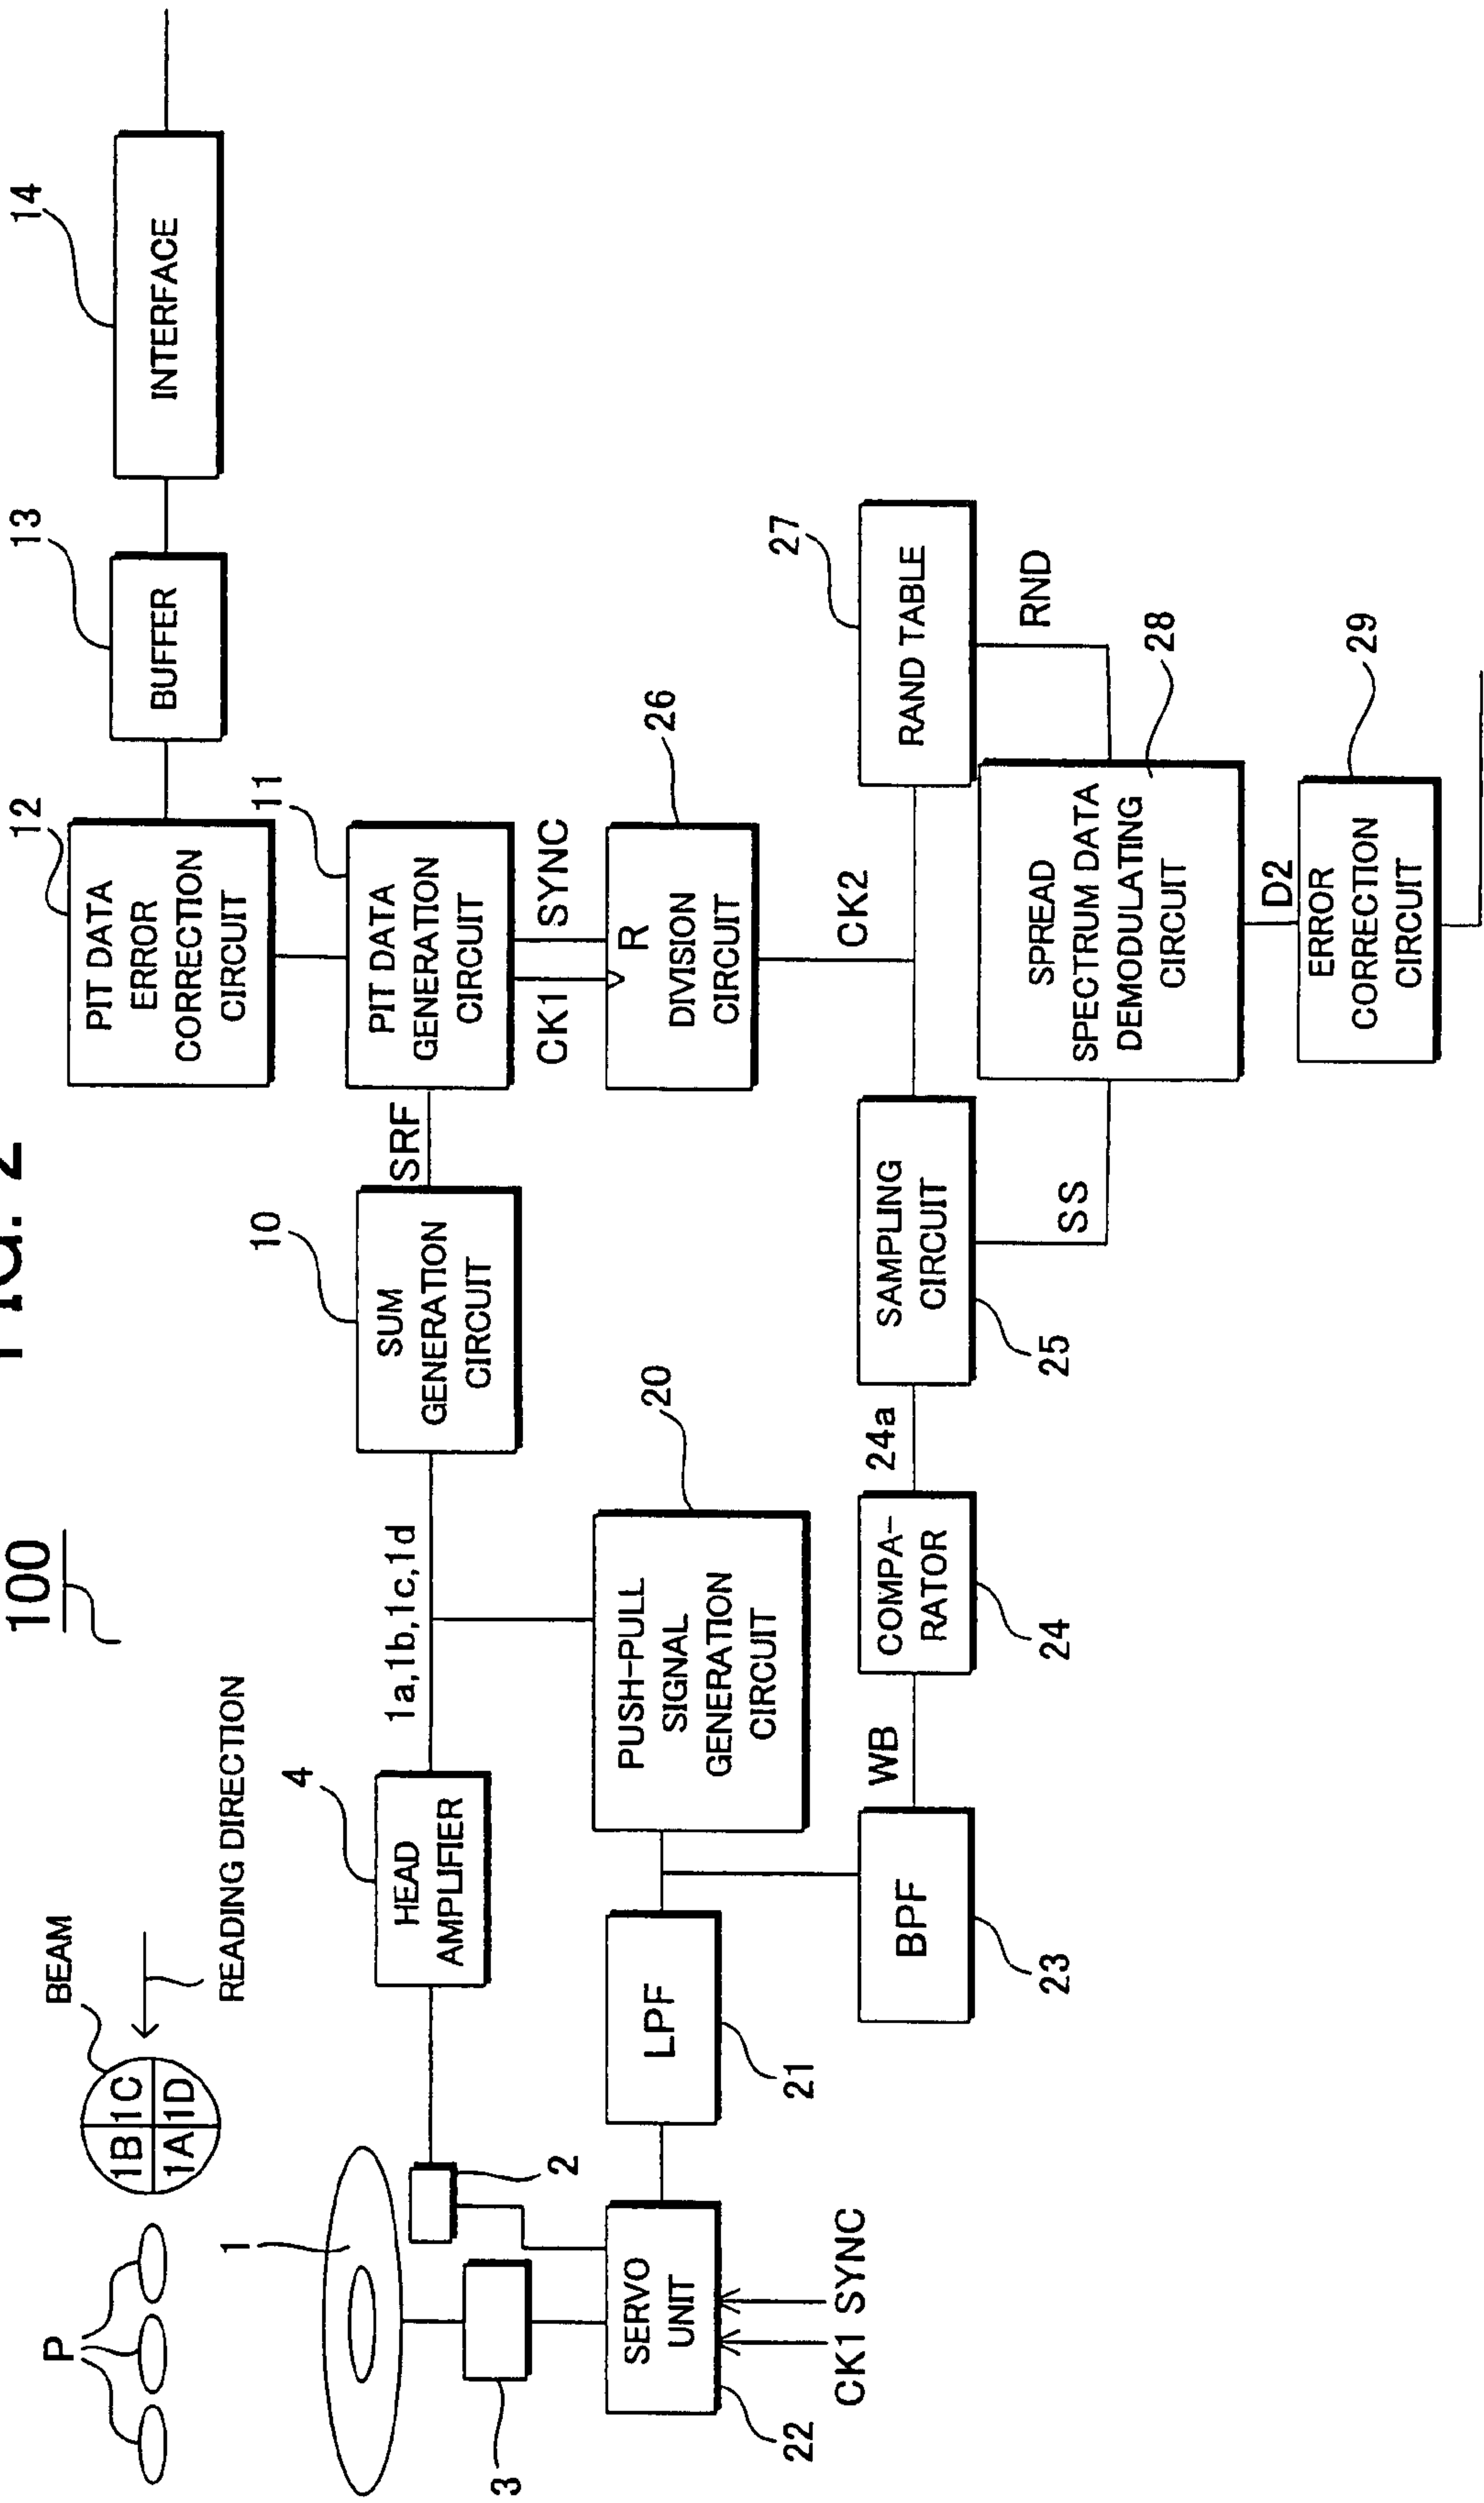 FIG. 2
100
P
BEAM
1B 1C
1A 1D
READING DIRECTION
1
2
3
4
HEAD
AMPLIFIER
1a,1b,1c,1d
10
SUM
GENERATION
CIRCUIT
SRF
11
PIT DATA
GENERATION
CIRCUIT
12
PIT DATA
ERROR
CORRECTION
CIRCUIT
13
BUFFER
14
INTERFACE
CK1
SYNC
R
26
DIVISION
CIRCUIT
CK2
20
PUSH-PULL
SIGNAL
GENERATION
CIRCUIT
LPF
21
SERVO
UNIT
22
CK1 SYNC
BPF
23
WB
COMPA-
RATOR
24
24a
SAMPLING
CIRCUIT
25
SS
27
RAND TABLE
RND
28
SPREAD
SPECTRUM DATA
DEMODULATING
CIRCUIT
D2
29
ERROR
CORRECTION
CIRCUIT